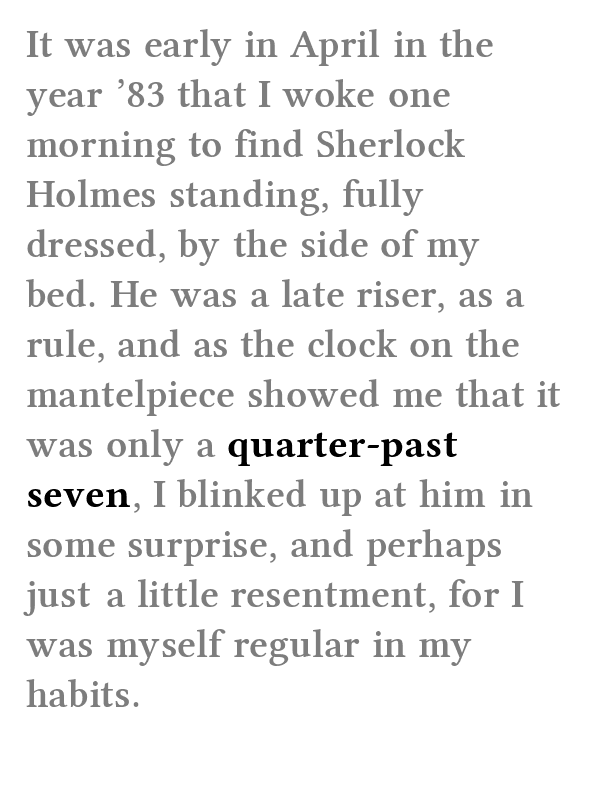 It was early in April in the
year ’83 that I woke one
morning to find Sherlock
Holmes standing, fully
dressed, by the side of my
bed. He was a late riser, as a
rule, and as the clock on the
mantelpiece showed me that it
was only a quarter-past
seven, I blinked up at him in
some surprise, and perhaps
just a little resentment, for I
was myself regular in my
habits.